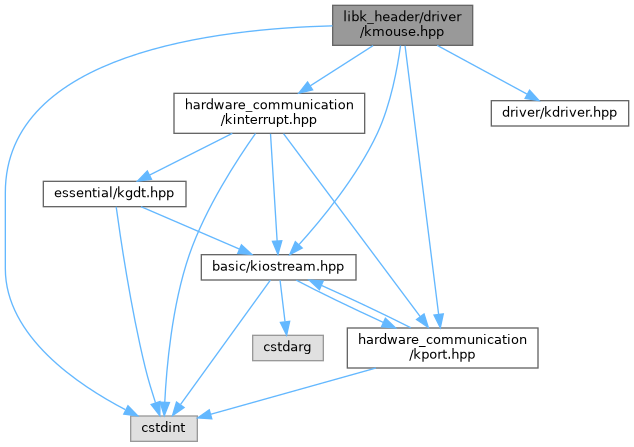 libk_header/driver
/kmouse.hpp
hardware_communication
/kinterrupt.hpp
driver/kdriver.hpp
essential/kgdt.hpp
basic/kiostream.hpp
cstdarg
hardware_communication
/kport.hpp
cstdint